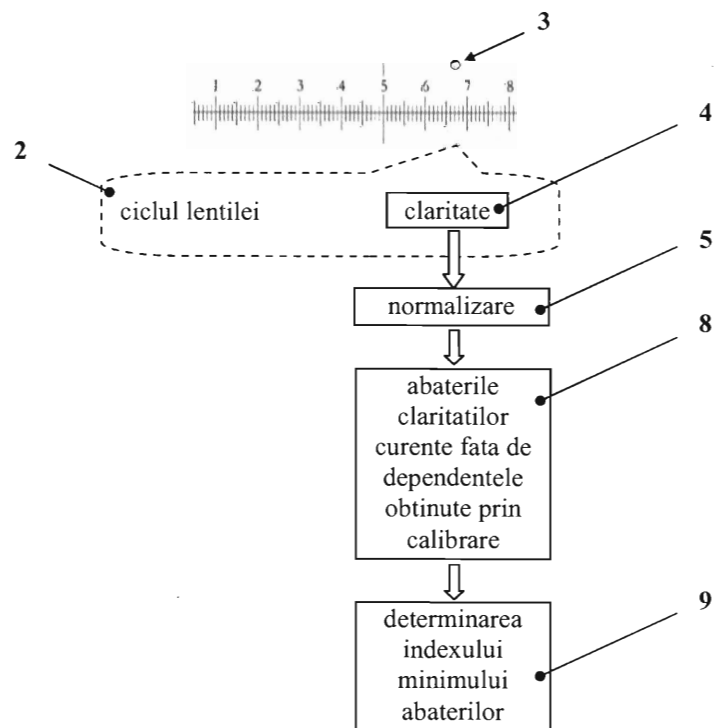 3
1 2 3 4 5 6 7 8
4
2
ciclul lentilei claritate
5
normalizare
8
abaterile
claritatilor
curente fata de
dependentele
obtinute prin
calibrare
9
determinarea
indexului
minimului
abaterilor